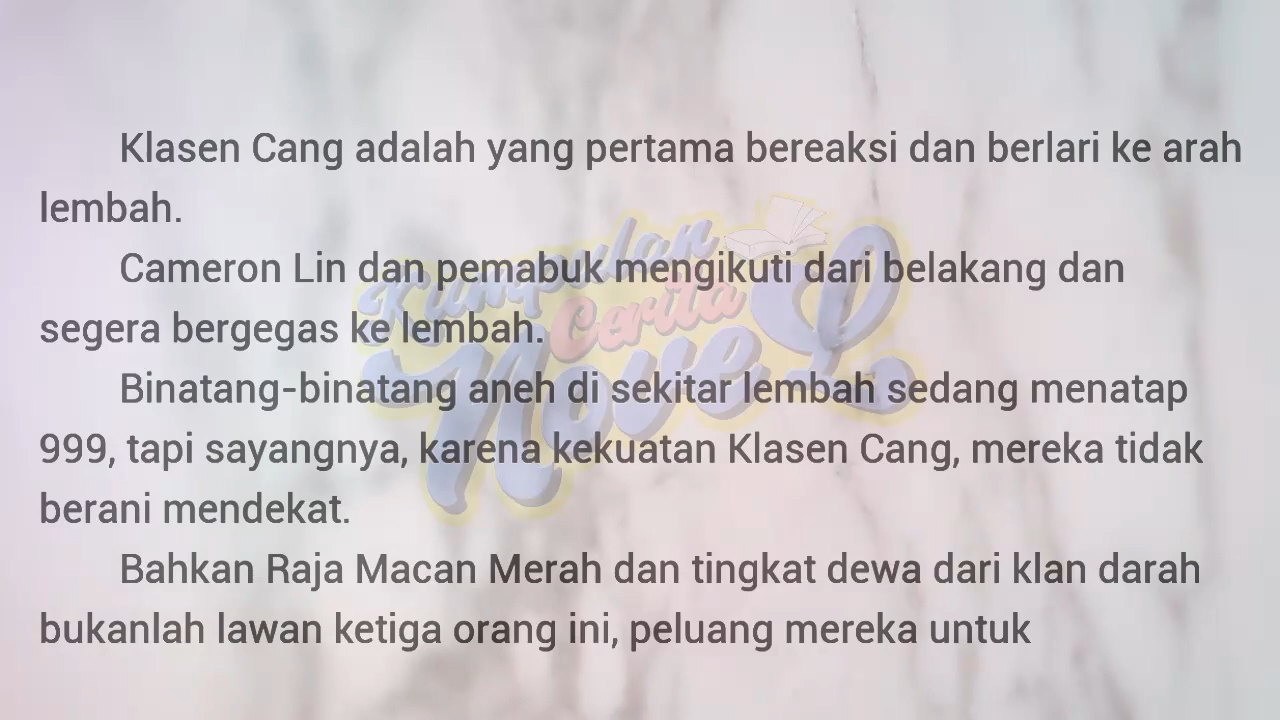 Klasen Cang adalah yang pertama bereaksi dan berlari ke arah
lembah.
Cameron Lin dan pemabuk mengikuti dari belakang dan
segera bergegas ke lembah.
Binatang-binatang aneh di sekitar lembah sedang menatap
999, tapi sayangnya, karena kekuatan Klasen Cang, mereka tidak
berani mendekat.
Bahkan Raja Macan Merah dan tingkat dewa dari klan darah
bukanlah lawan ketiga orang ini, peluang mereka untuk
Kumpulan
Cerita
Novel